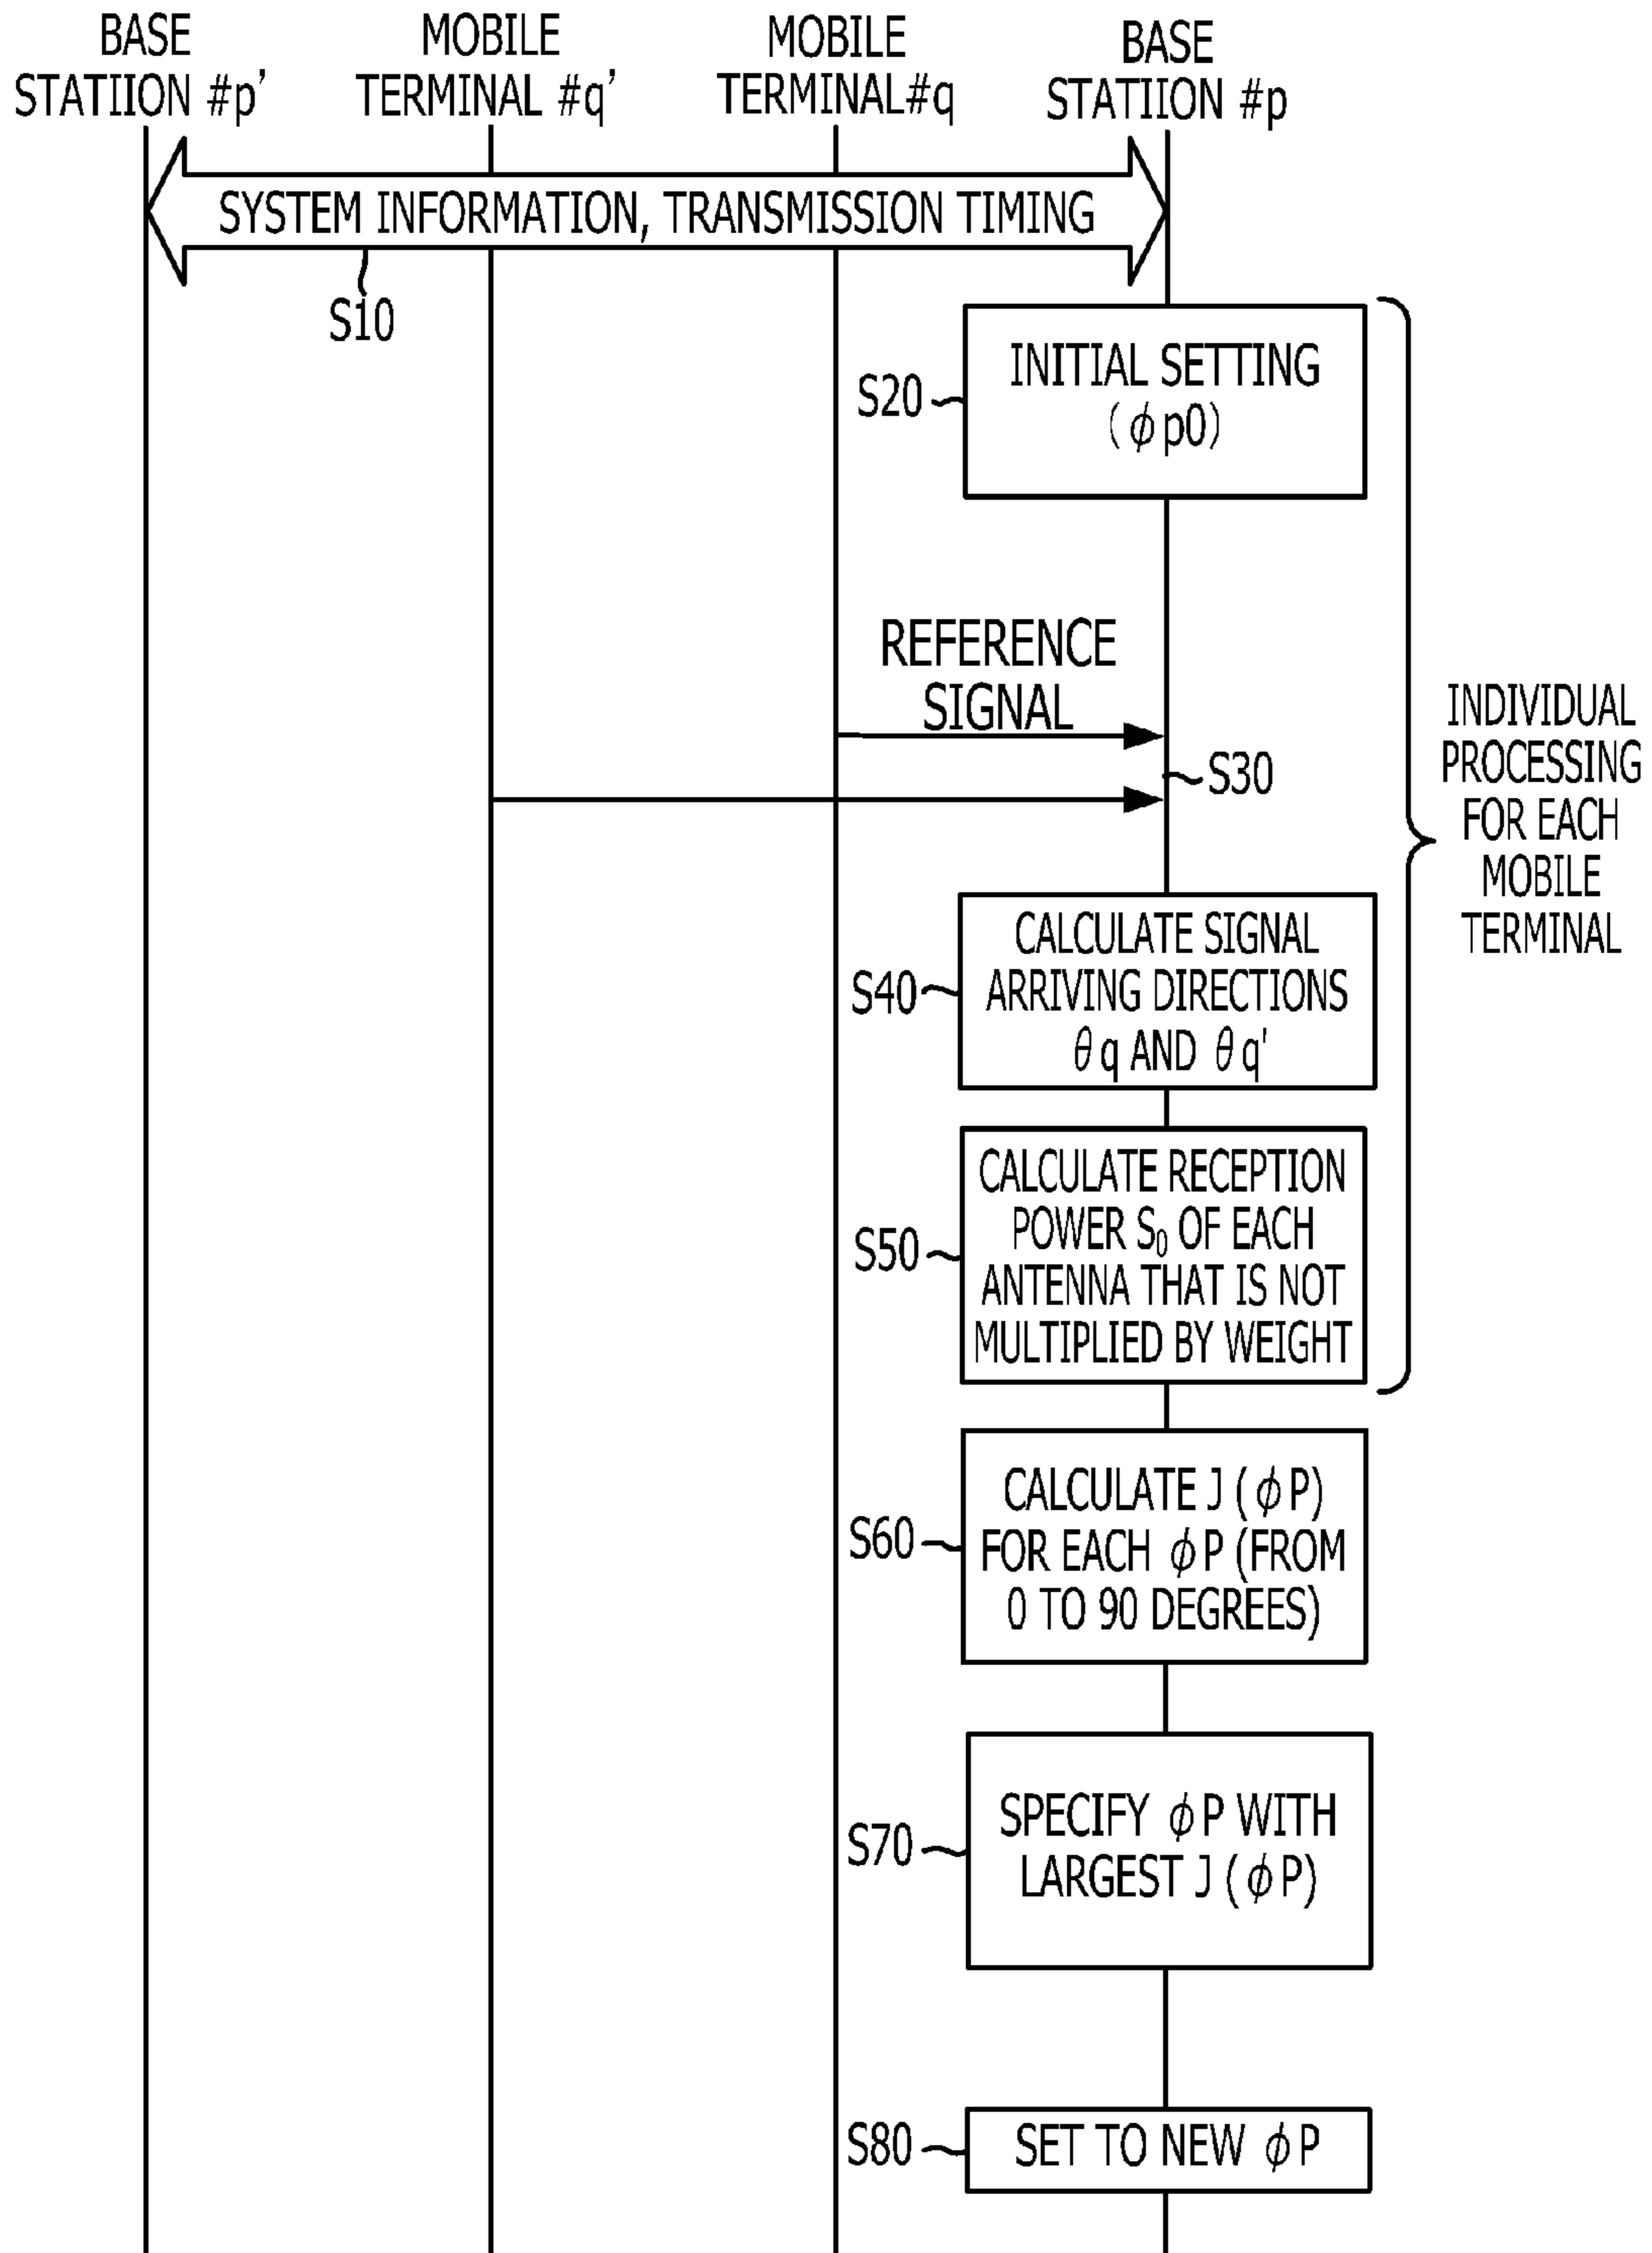 BASE
STATIION #p'
MOBILE
TERMINAL #q'
MOBILE
TERMINAL#q
BASE
STATIION #p
SYSTEM INFORMATION, TRANSMISSION TIMING
S10
INITIAL SETTING
(ϕp0)
S20
REFERENCE
SIGNAL
S30
INDIVIDUAL
PROCESSING
FOR EACH
MOBILE
TERMINAL
CALCULATE SIGNAL
ARRIVING DIRECTIONS
θq AND θq'
S40
CALCULATE RECEPTION
POWER S₀ OF EACH
ANTENNA THAT IS NOT
MULTIPLIED BY WEIGHT
S50
CALCULATE J (ϕP)
FOR EACH ϕP (FROM
0 TO 90 DEGREES)
S60
SPECIFY ϕP WITH
LARGEST J (ϕP)
S70
SET TO NEW ϕP
S80